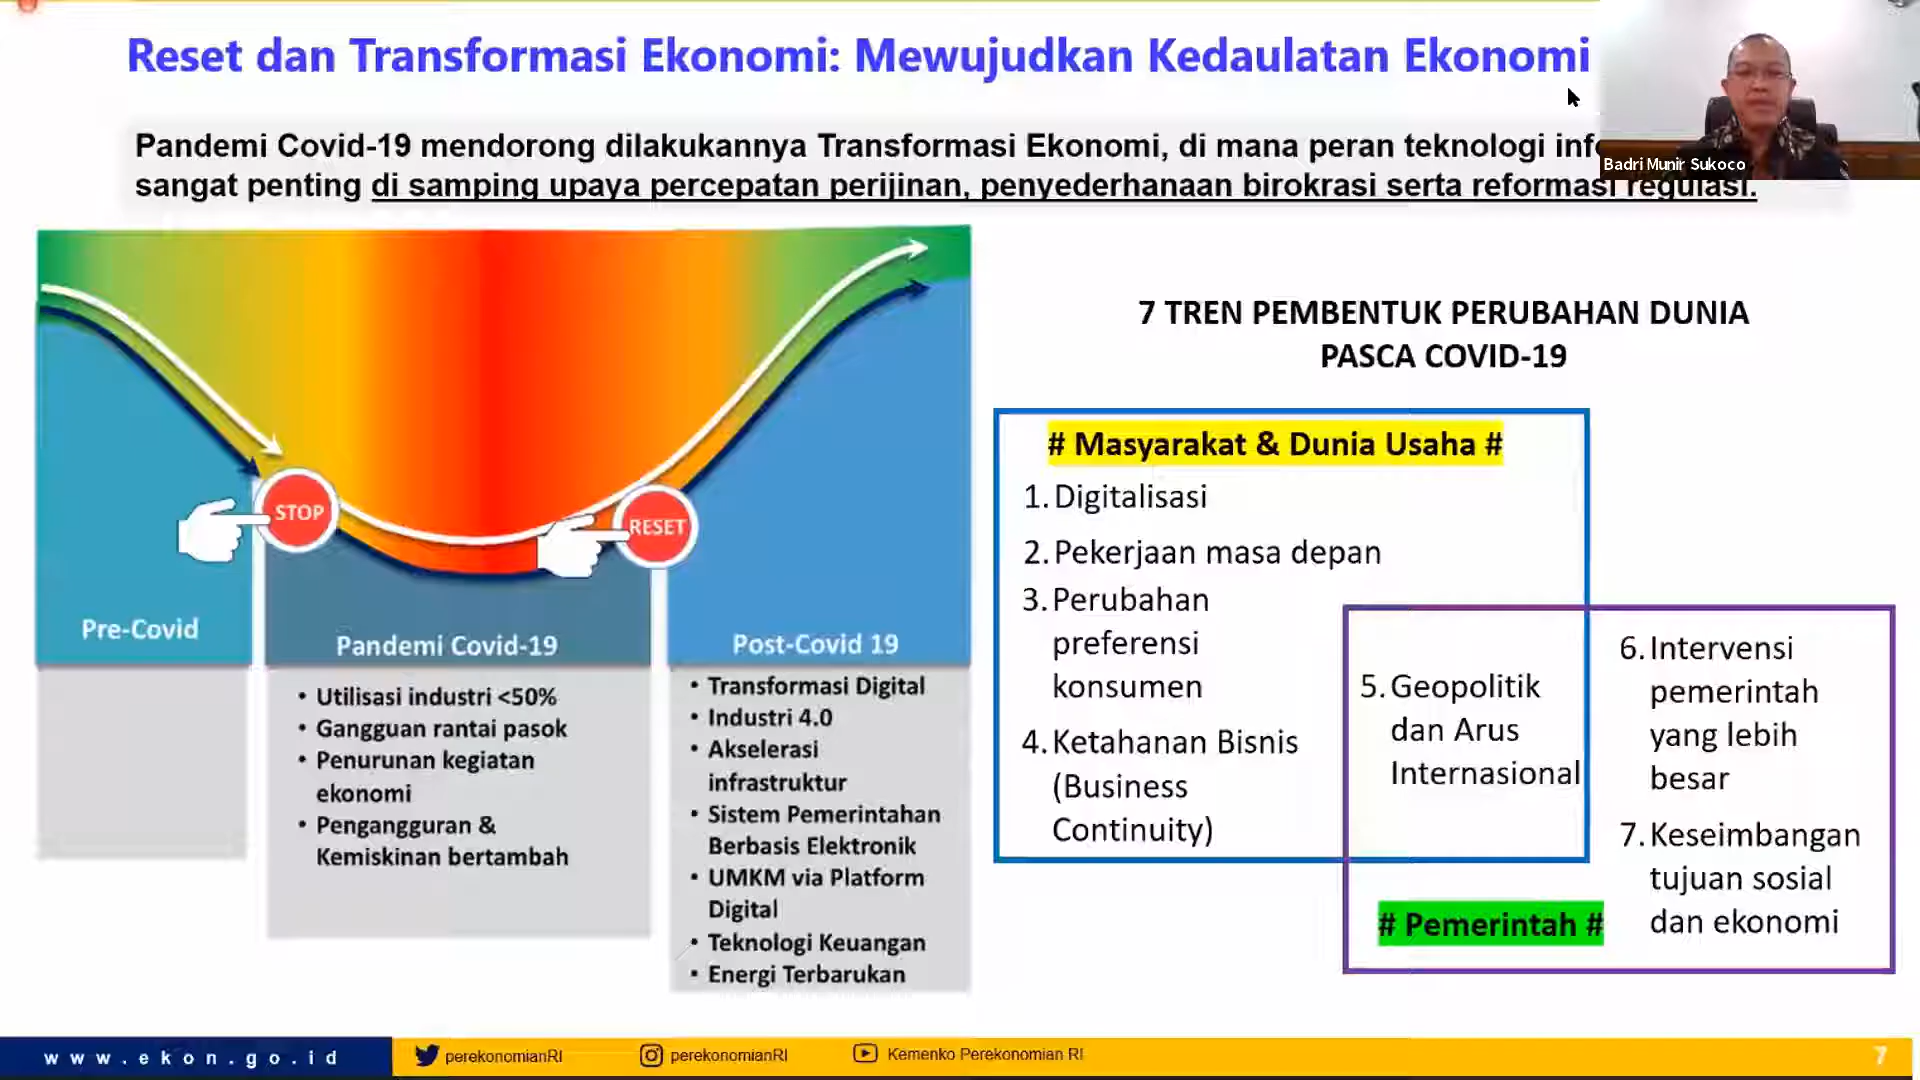 Reset dan Transformasi Ekonomi: Mewujudkan Kedaulatan Ekonomi
Pandemi Covid-19 mendorong dilakukannya Transformasi Ekonomi, di mana peran teknologi
sangat penting di samping upaya percepatan perijinan, penyederhanaan birokrasi serta reformasi regulasi.
Badri Munir Sukoco
STOP
RESET
Pre-Covid
Pandemi Covid-19
Post-Covid 19
• Utilisasi industri <50%
• Gangguan rantai pasok
• Penurunan kegiatan
ekonomi
• Pengangguran &
Kemiskinan bertambah
• Transformasi Digital
• Industri 4.0
• Akselerasi
infrastruktur
• Sistem Pemerintahan
Berbasis Elektronik
• UMKM via Platform
Digital
• Teknologi Keuangan
• Energi Terbarukan
7 TREN PEMBENTUK PERUBAHAN DUNIA
PASCA COVID-19
# Masyarakat & Dunia Usaha #
1. Digitalisasi
2. Pekerjaan masa depan
3. Perubahan
preferensi
konsumen
4. Ketahanan Bisnis
(Business
Continuity)
5. Geopolitik
dan Arus
Internasional
6. Intervensi
pemerintah
yang lebih
besar
7. Keseimbangan
tujuan sosial
dan ekonomi
# Pemerintah #
www.ekon.go.id
perekonomianRI
perekonomianRI
Kemenko Perekonomian RI
7